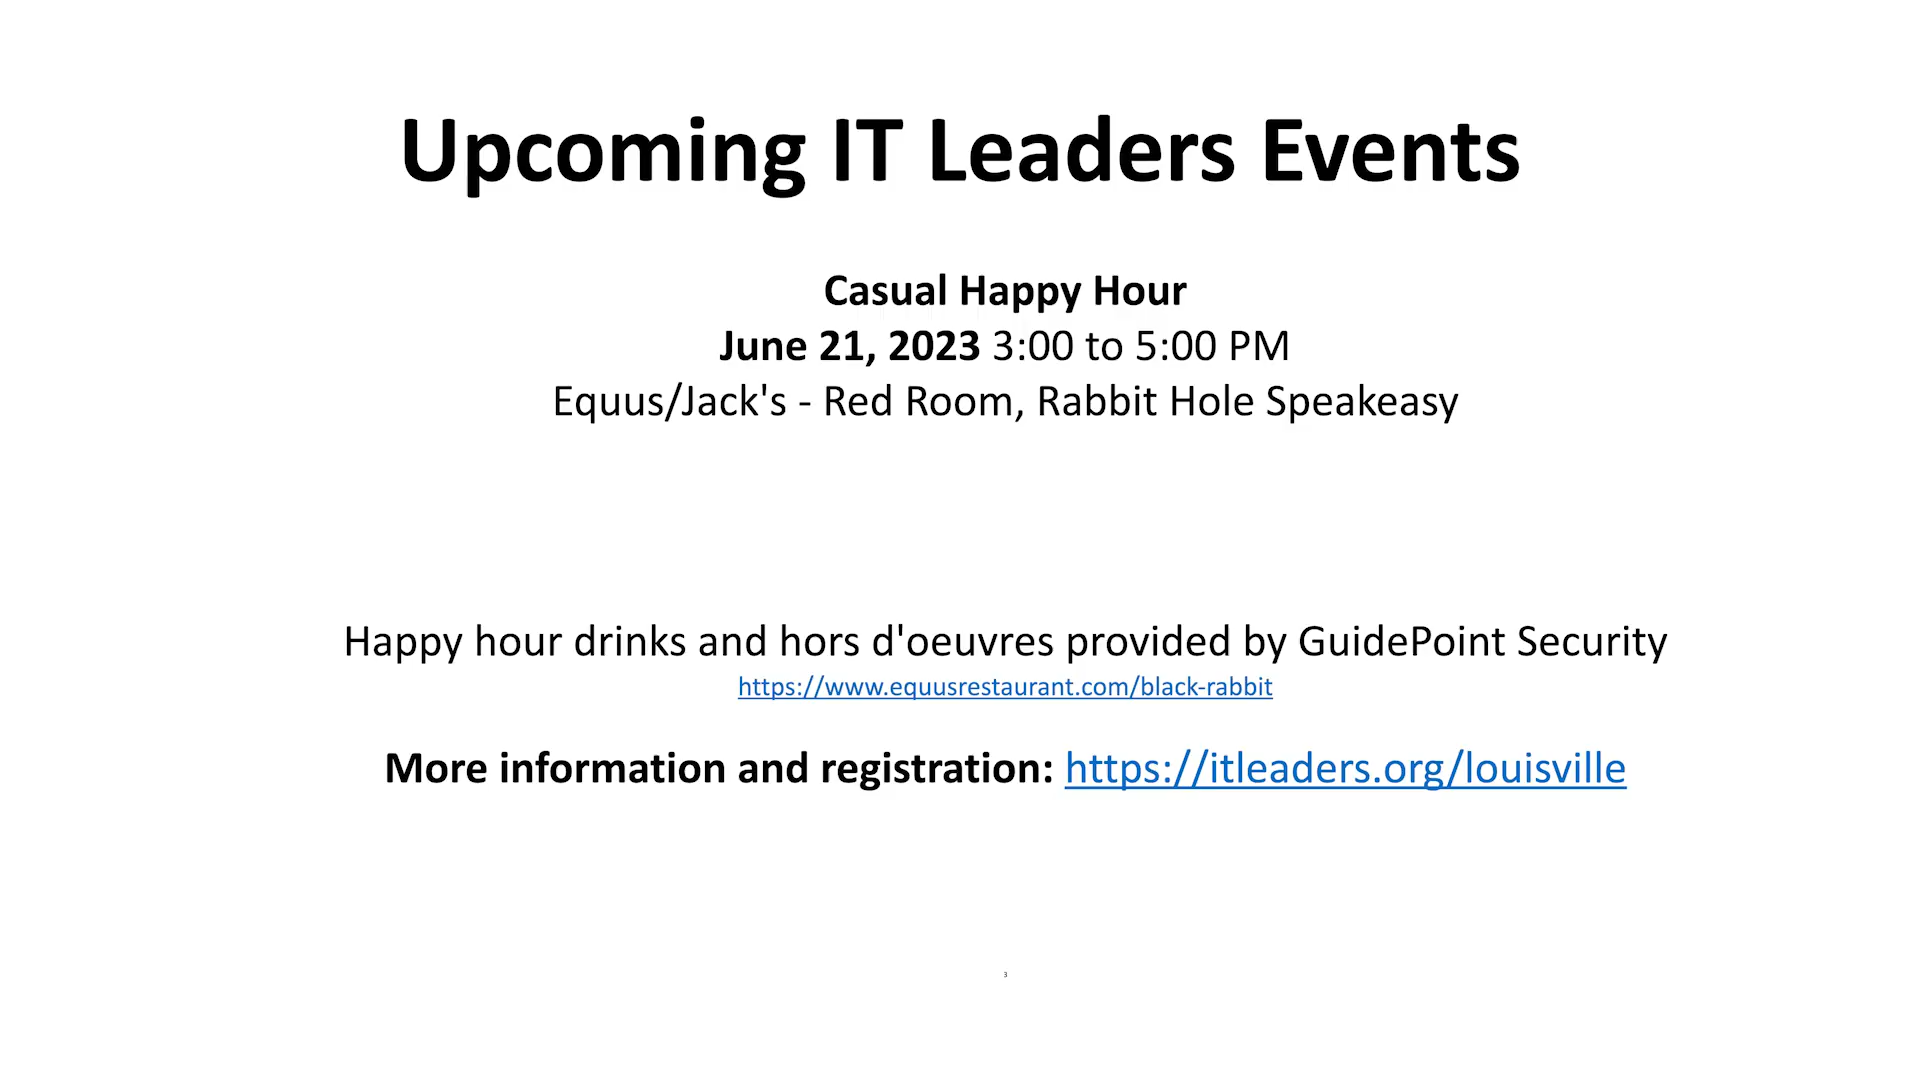 Upcoming IT Leaders Events
Casual Happy Hour
June 21, 2023 3:00 to 5:00 PM
Equus/Jack's - Red Room, Rabbit Hole Speakeasy
Happy hour drinks and hors d'oeuvres provided by GuidePoint Security
https://www.equusrestaurant.com/black-rabbit
More information and registration: https://itleaders.org/louisville
3